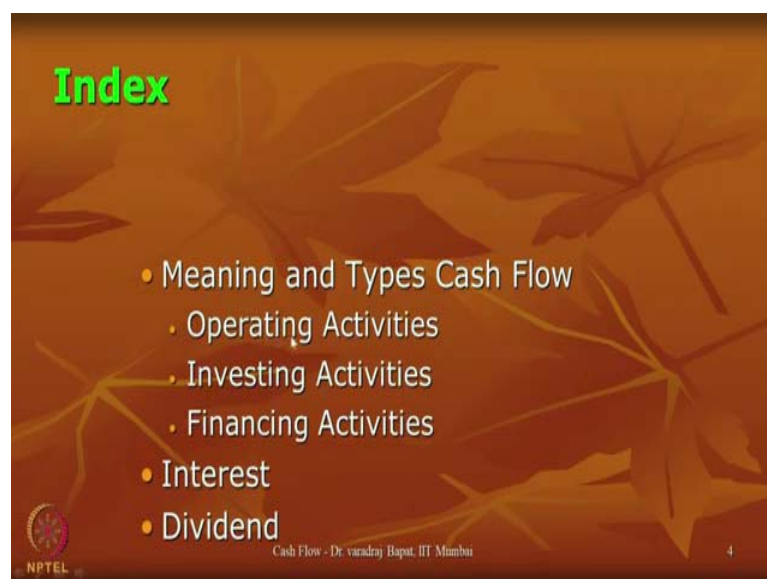 Index
• Meaning and Types Cash Flow
• Operating Activities
• Investing Activities
• Financing Activities
• Interest
• Dividend
Cash Flow - Dr. varadraj Bapat, IIT Mumbai
4
NPTEL